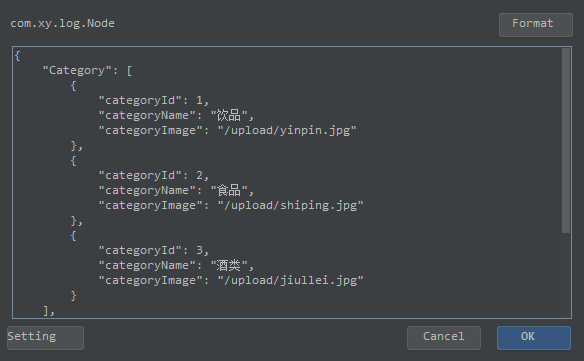 com.xy.log.Node
Format
{
"Category": [
{
"categoryId": 1,
"categoryName": "饮品",
"categoryImage": "/upload/yinpin.jpg"
},
{
"categoryId": 2,
"categoryName": "食品",
"categoryImage": "/upload/shiping.jpg"
},
{
"categoryId": 3,
"categoryName": "酒类",
"categoryImage": "/upload/jiullei.jpg"
}
],
Setting
Cancel
OK